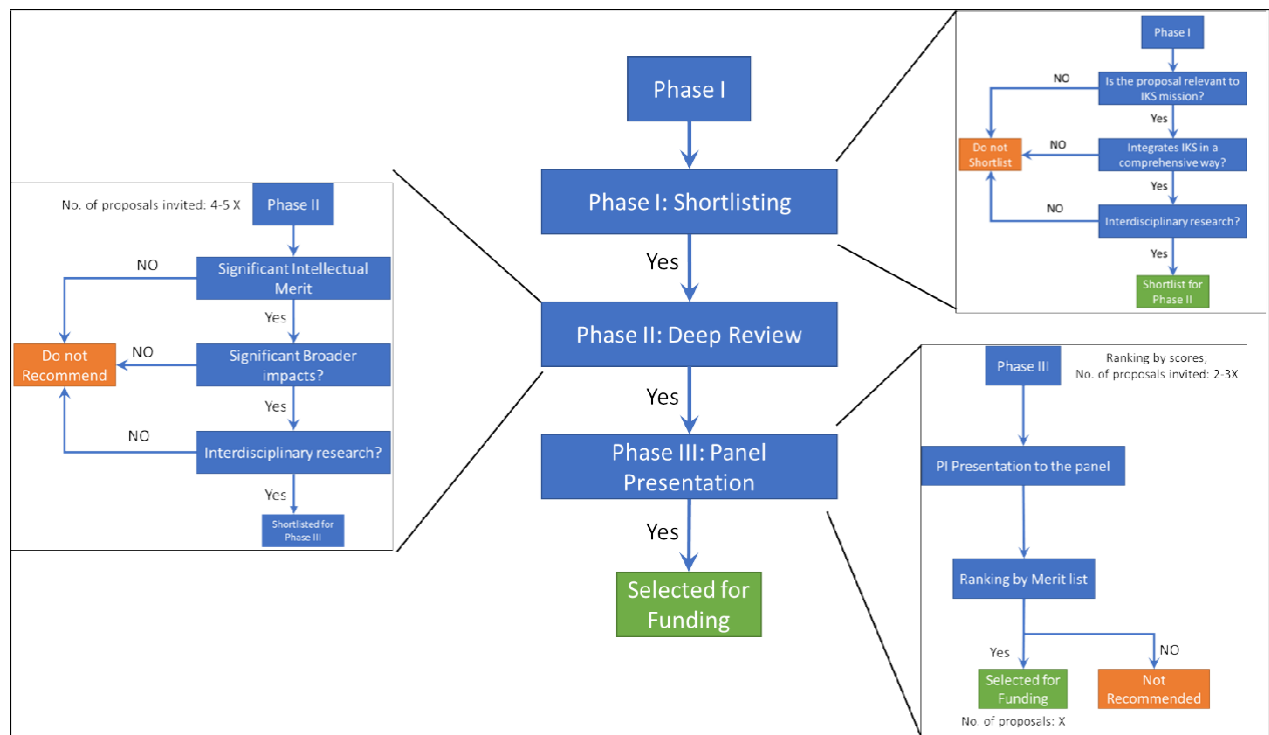 Phase I
Phase I: Shortlisting
Yes
Phase II: Deep Review
Yes
Phase III: Panel
Presentation
Yes
Selected for
Funding
Phase I
NO
Is the proposal relevant to
IKS mission?
Yes
Do not
Shortlist
NO
Integrates IKS in a
comprehensive way?
Yes
NO
Interdisciplinary research?
Yes
Shortlist for
Phase II
No. of proposals invited: 4-5 X
Phase II
NO
Significant Intellectual
Merit
Yes
Do not
Recommend
NO
Significant Broader
impacts?
Yes
NO
Interdisciplinary research?
Yes
Shortlisted for
Phase III
Phase III
Ranking by scores,
No. of proposals invited: 2-3X
PI Presentation to the panel
Ranking by Merit list
Yes
NO
Selected for
Funding
Not
Recommended
No. of proposals: X